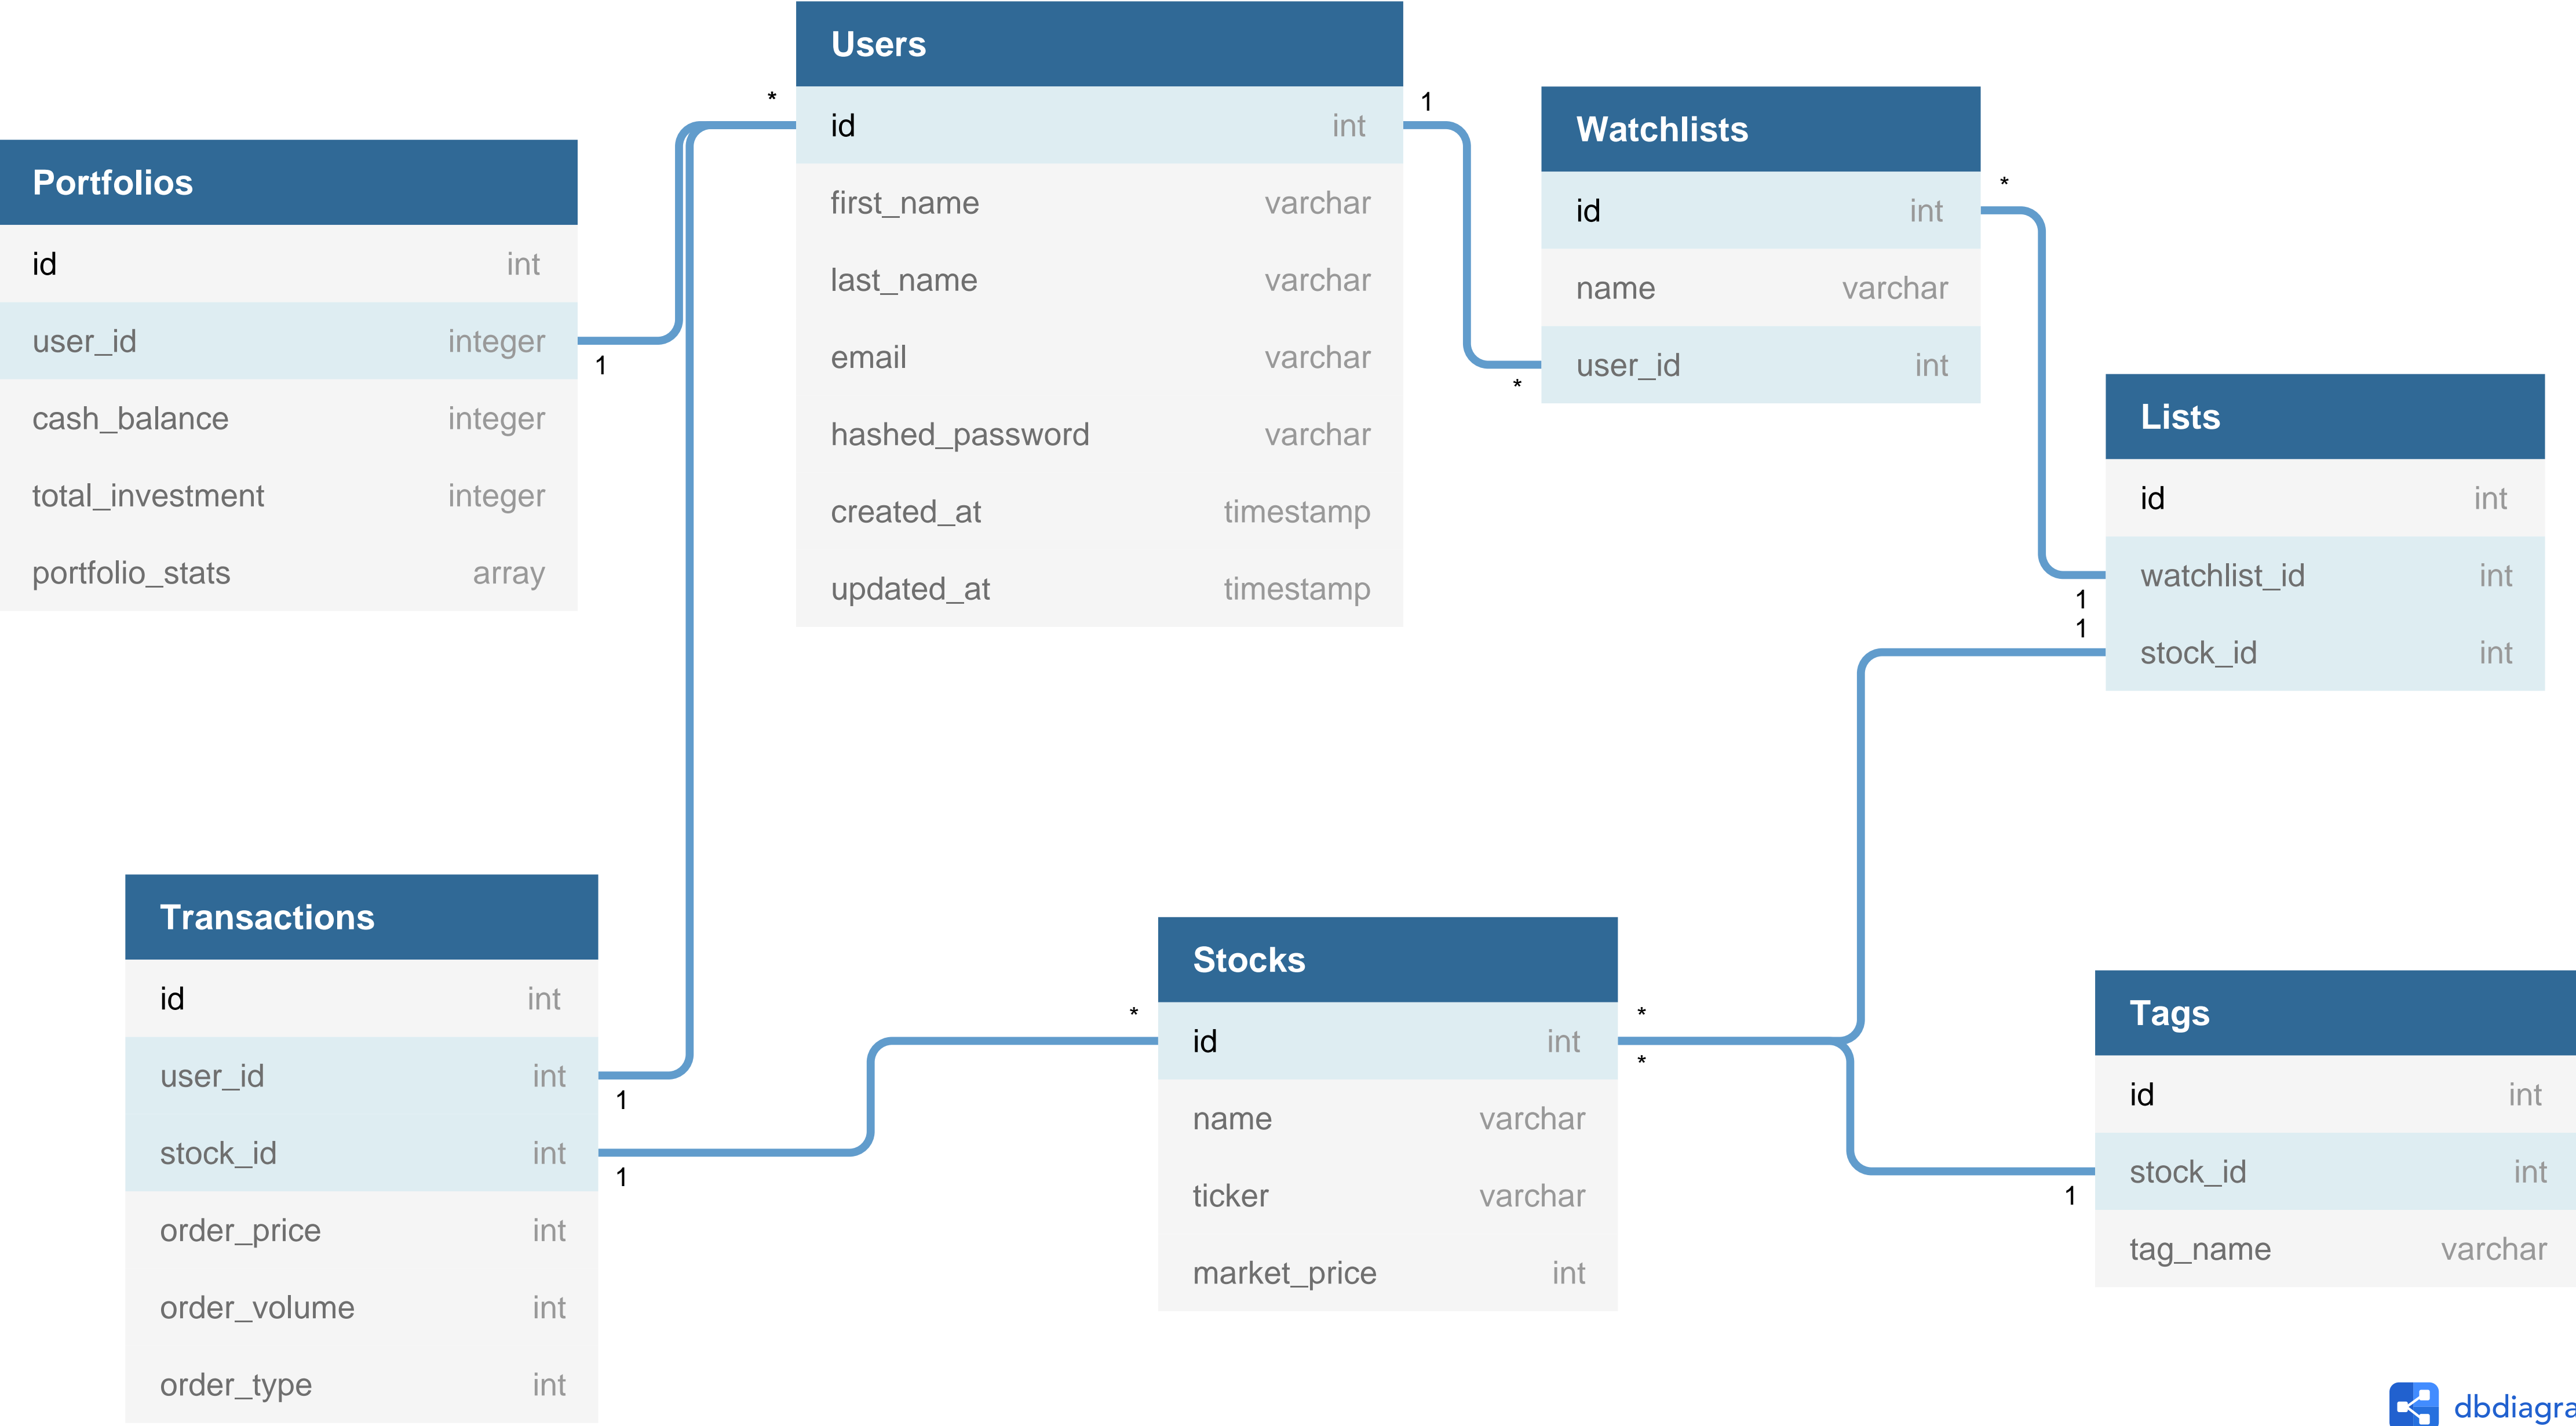 Portfolios
id int
user_id integer
cash_balance integer
total_investment integer
portfolio_stats array
1
*
Users
id int
first_name varchar
last_name varchar
email varchar
hashed_password varchar
created_at timestamp
updated_at timestamp
1
*
Watchlists
id int
name varchar
user_id int
*
1
1
Lists
id int
watchlist_id int
stock_id int
Transactions
id int
user_id int
stock_id int
order_price int
order_volume int
order_type int
1
1
*
Stocks
id int
name varchar
ticker varchar
market_price int
*
*
1
Tags
id int
stock_id int
tag_name varchar
dbdiagra